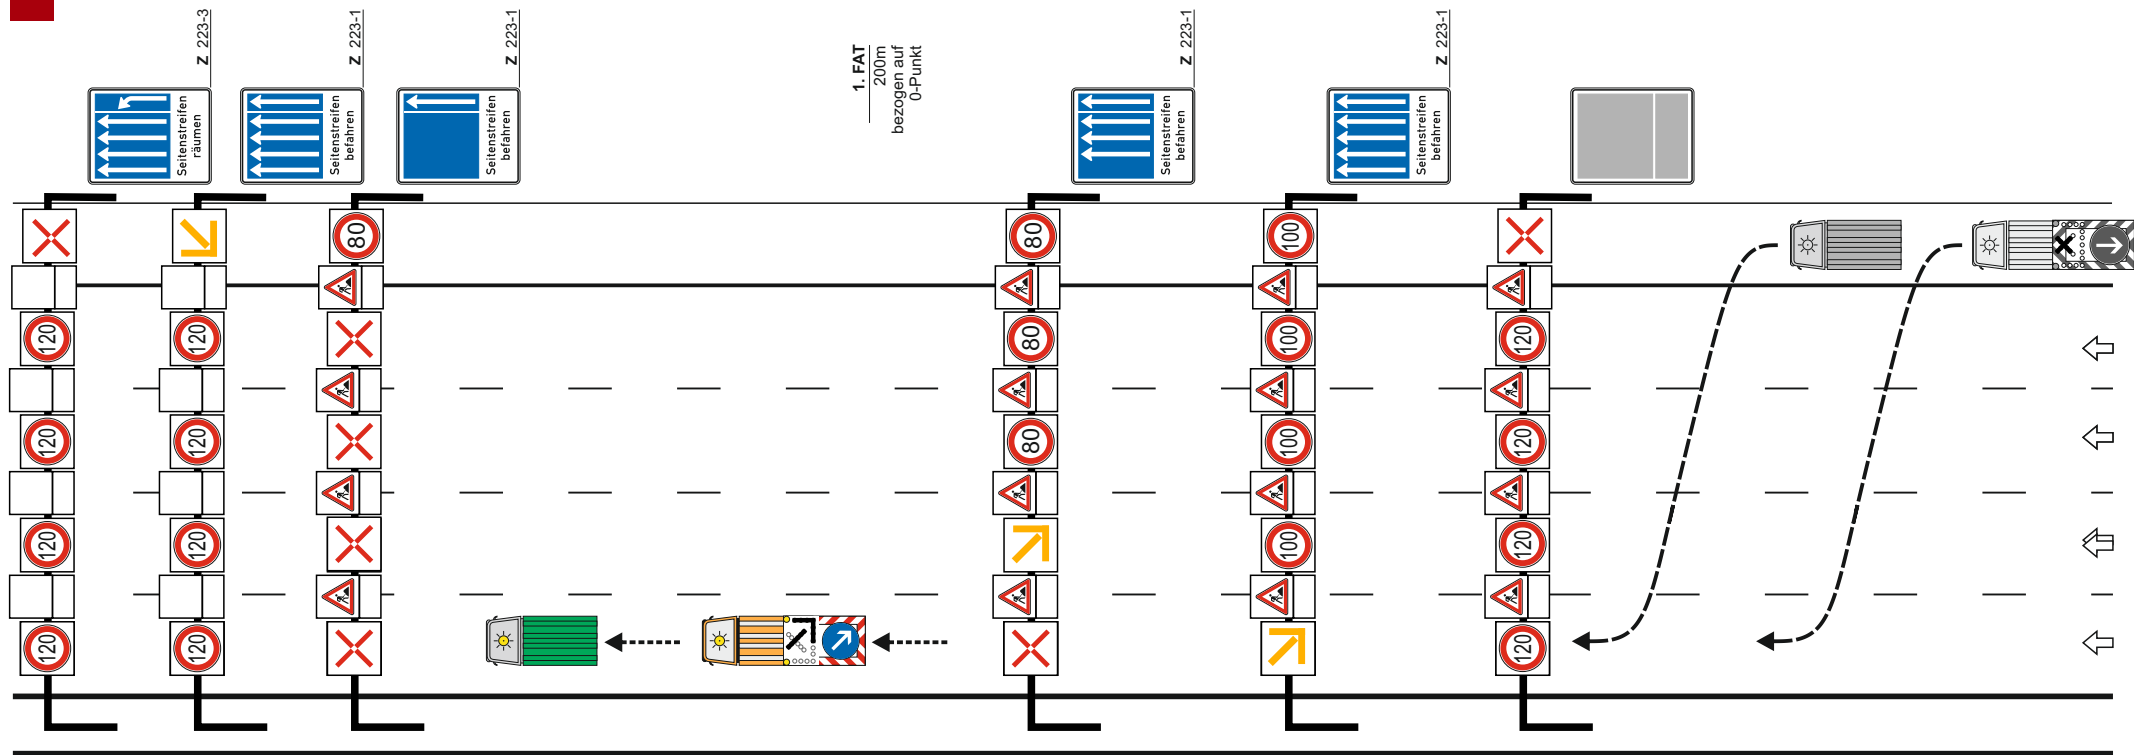 Z 223-3
Seitenstreifen
räumen
Z 223-1
Seitenstreifen
befahren
Z 223-1
Seitenstreifen
befahren
1. FAT
200m
bezogen auf
0-Punkt
Z 223-1
Seitenstreifen
befahren
Z 223-1
Seitenstreifen
befahren
120
120
120
120
120
120
120
120
80
80
80
80
100
100
100
100
120
120
120
120